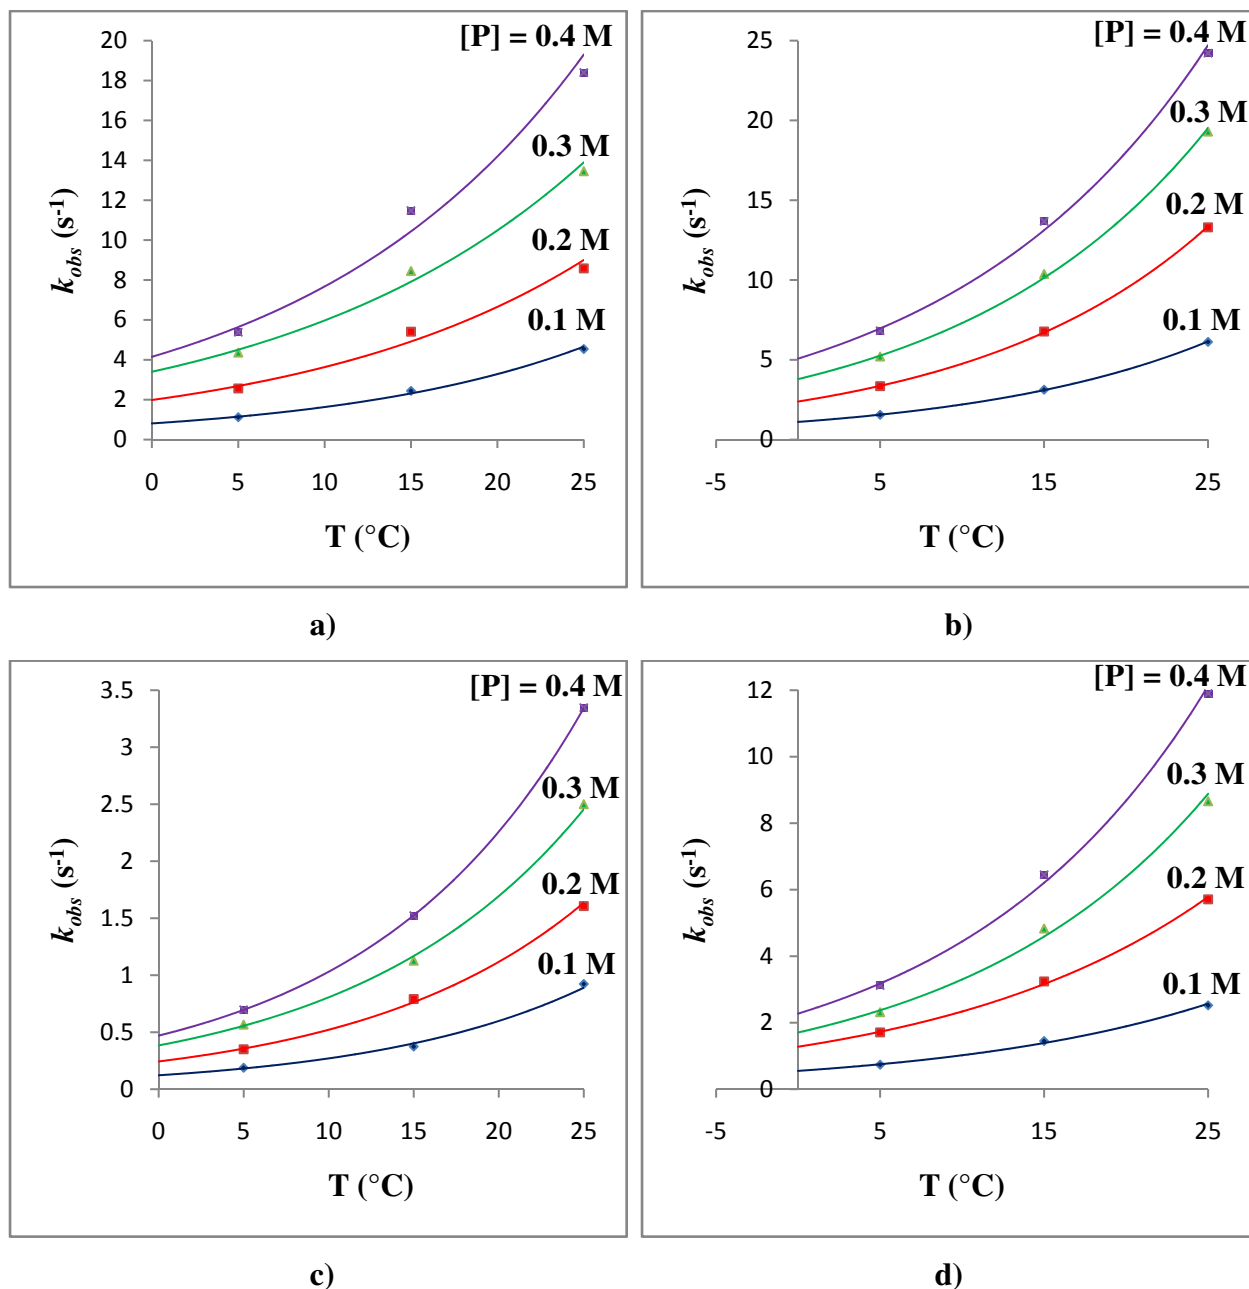 [P] = 0.4 M
20
18
16
14
12
10
8
6
4
2
0
0.3 M
0.2 M
0.1 M
k_obs (s⁻¹)
0 5 10 15 20 25
T (°C)
a)
[P] = 0.4 M
25
20
15
10
5
0
0.3 M
0.2 M
0.1 M
k_obs (s⁻¹)
-5 5 15 25
T (°C)
b)
[P] = 0.4 M
3.5
3
2.5
2
1.5
1
0.5
0
0.3 M
0.2 M
0.1 M
k_obs (s⁻¹)
0 5 10 15 20 25
T (°C)
c)
[P] = 0.4 M
12
10
8
6
4
2
0
0.3 M
0.2 M
0.1 M
k_obs (s⁻¹)
-5 5 15 25
T (°C)
d)